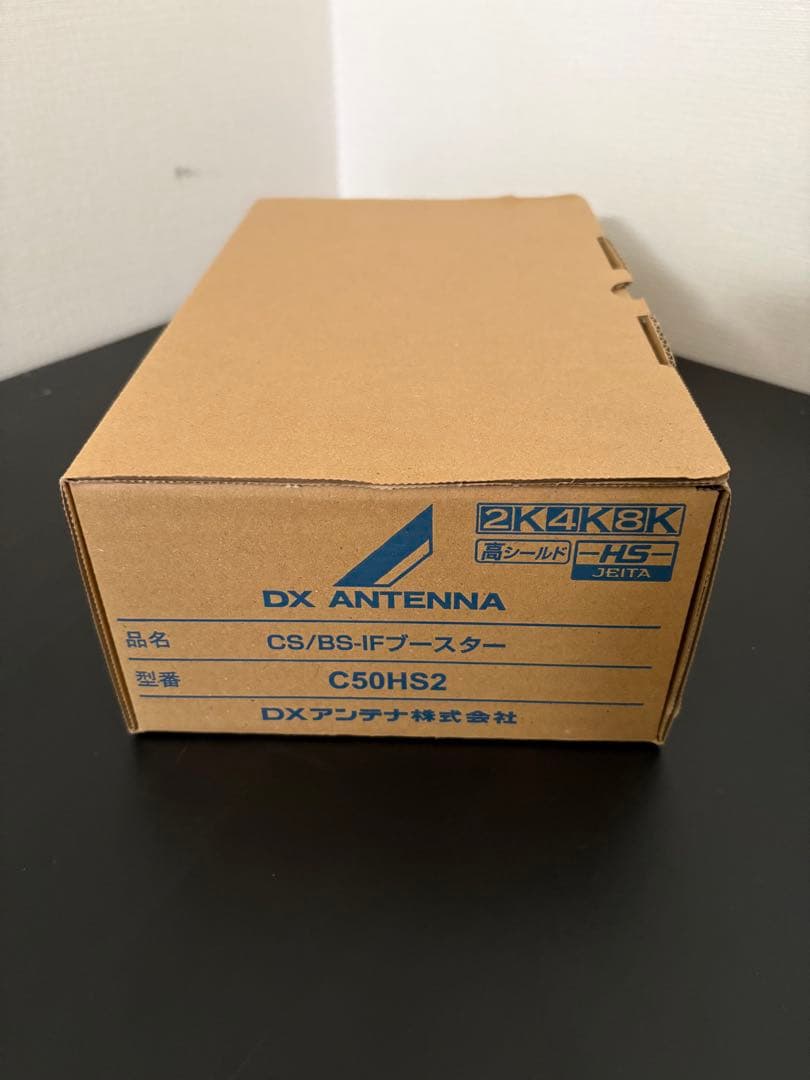 2K4K8K
高シールド
HS
JEITA
DX ANTENNA
品名 CS/BS-IFブースター
型番 C50HS2
DXアンテナ株式会社